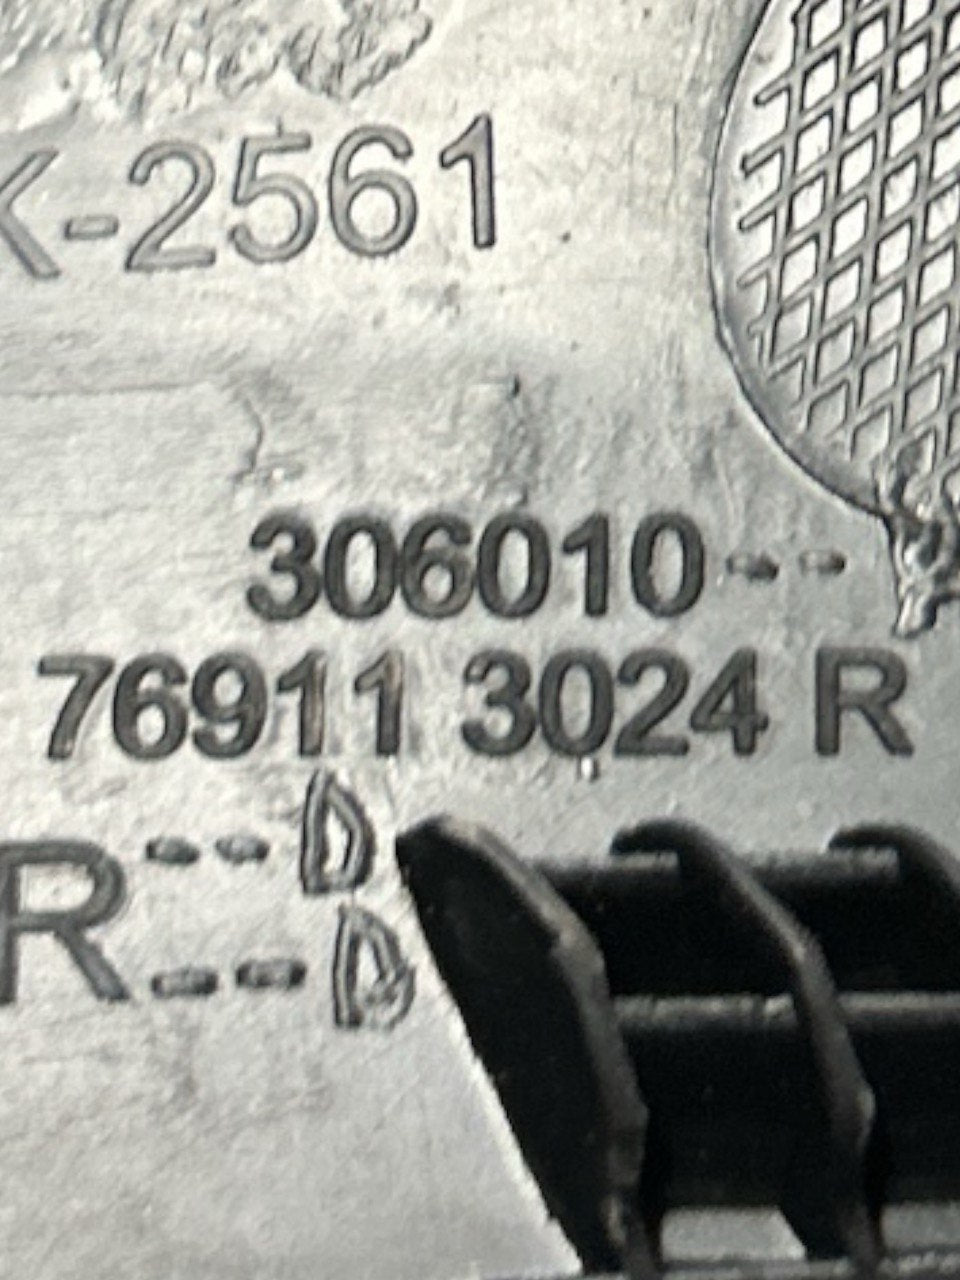 K-2561
306010--
76911 3024 R
R--D
--D